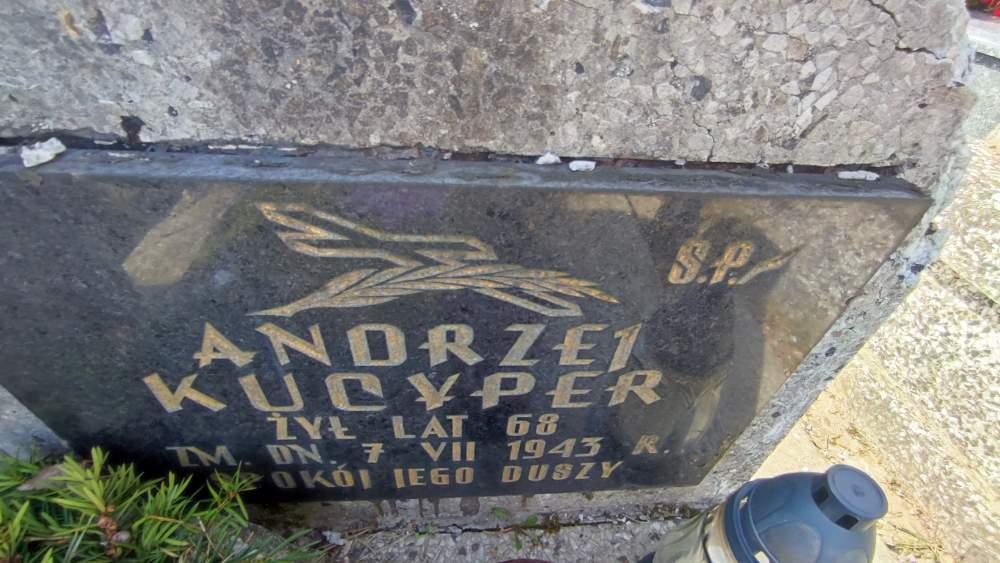 Ś.P.
ANDRZEJ
KUCYPER
ŻYŁ LAT 68
ZM. DN. 7 VII 1943 R.
POKÓJ JEGO DUSZY